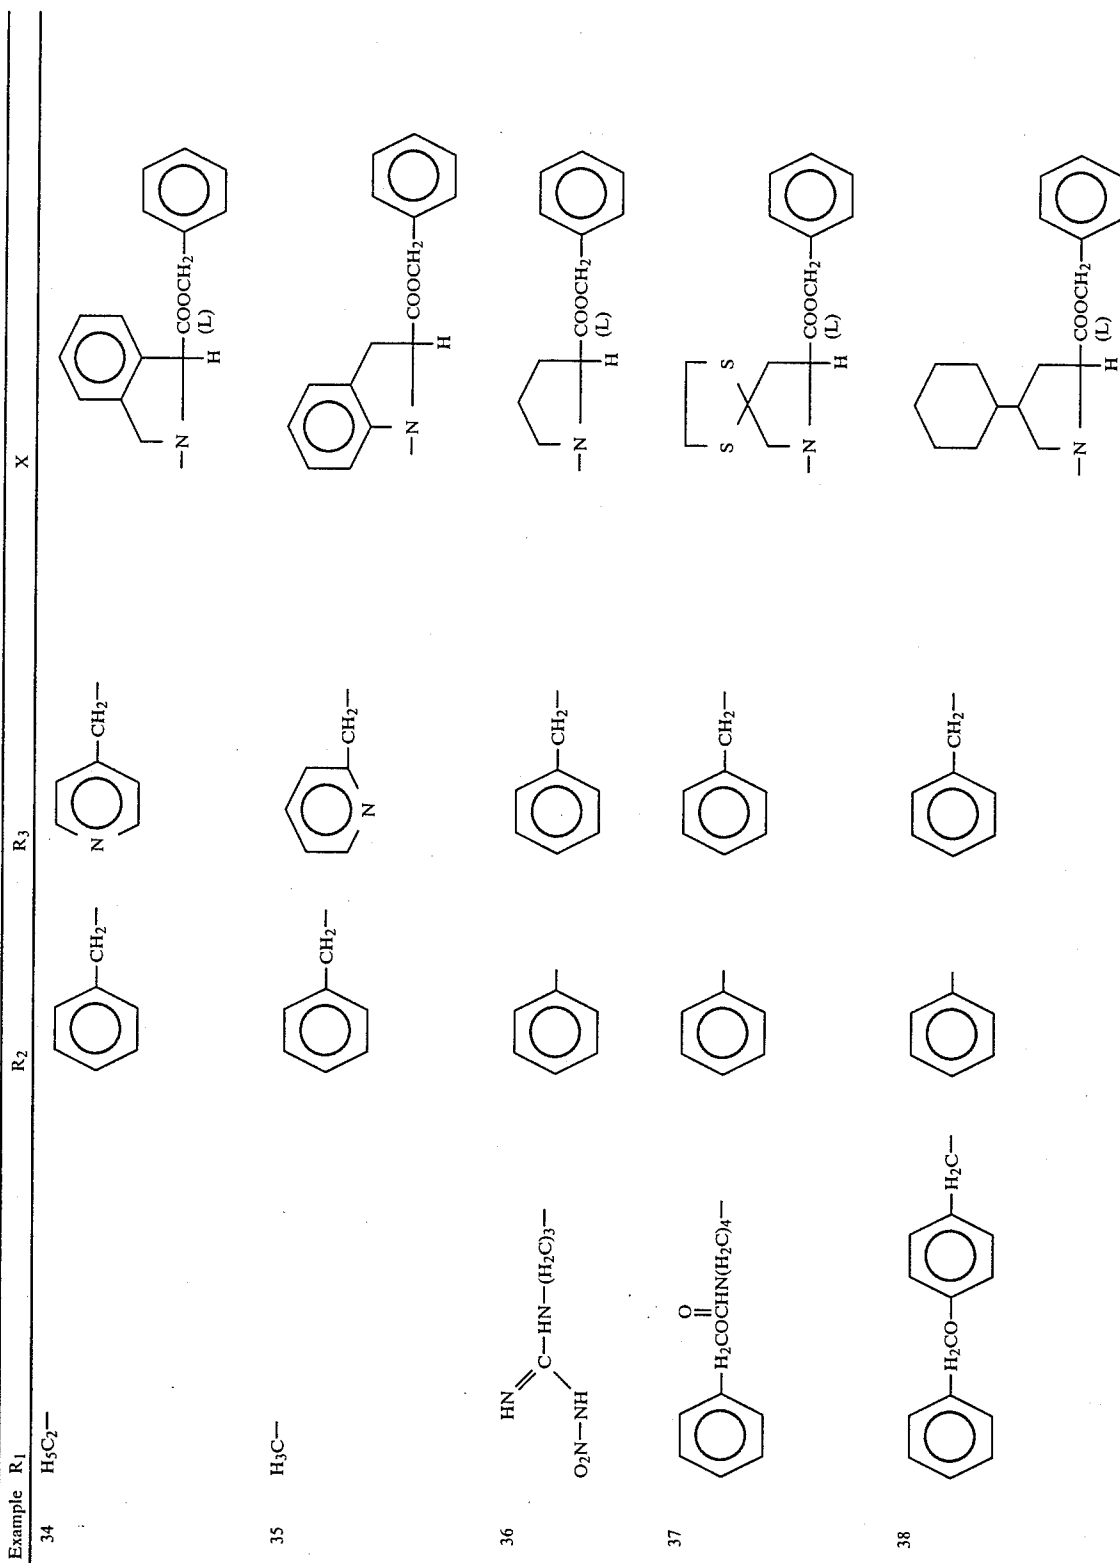 Example R1 R2 R3 X
34 H5C2— CH2— N CH2— —N COOCH2 (L) H
35 H3C— CH2— N CH2— —N COOCH2 H
36 HN O2N—NH C—HN—(H2C)3— CH2— —N COOCH2 (L) H
37 H2COCHN(H2C)4— O CH2— S S —N COOCH2 (L) H
38 H2CO H2C— CH2— —N COOCH2 (L) H